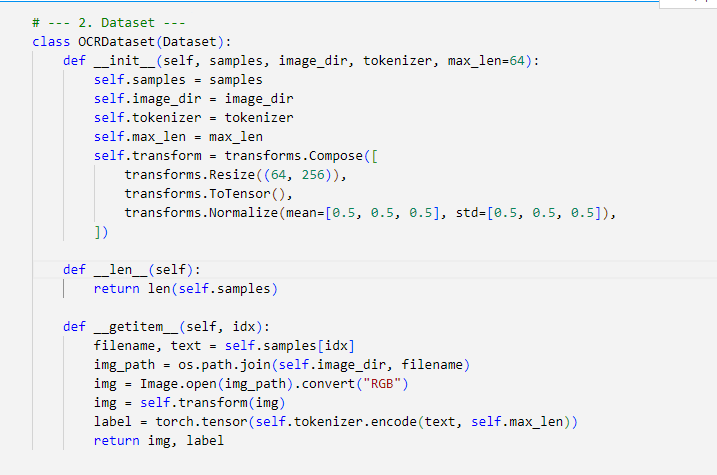 # --- 2. Dataset ---
class OCRDataset(Dataset):
    def __init__(self, samples, image_dir, tokenizer, max_len=64):
        self.samples = samples
        self.image_dir = image_dir
        self.tokenizer = tokenizer
        self.max_len = max_len
        self.transform = transforms.Compose([
            transforms.Resize((64, 256)),
            transforms.ToTensor(),
            transforms.Normalize(mean=[0.5, 0.5, 0.5], std=[0.5, 0.5, 0.5]),
        ])
    def __len__(self):
        return len(self.samples)
    def __getitem__(self, idx):
        filename, text = self.samples[idx]
        img_path = os.path.join(self.image_dir, filename)
        img = Image.open(img_path).convert("RGB")
        img = self.transform(img)
        label = torch.tensor(self.tokenizer.encode(text, self.max_len))
        return img, label